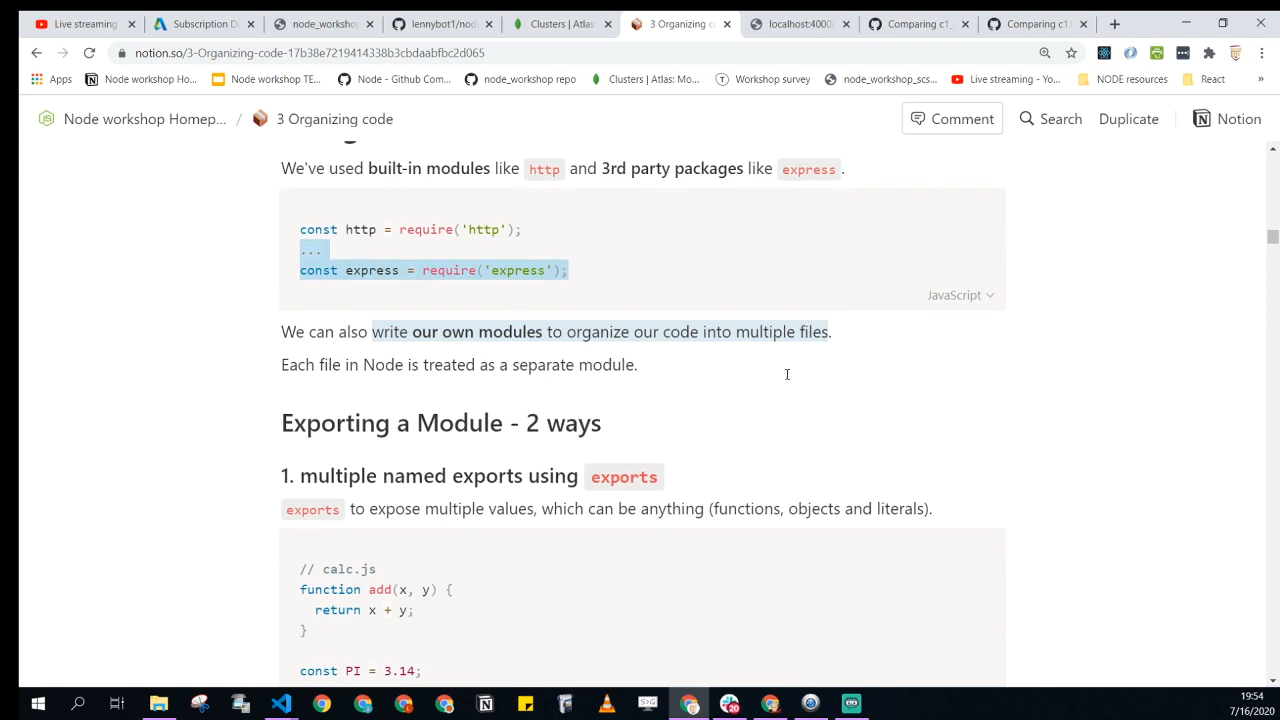 Live streaming
Subscription Di
node_worksho
lennybot1/node
Clusters | Atlas:
3 Organizing co
localhost:4000/
Comparing c1_
Comparing c1.
notion.so/3-Organizing-code-17b38e7219414338b3cbdaabfbc2d065
Apps
Node workshop Ho...
Node workshop TE...
Node - Github Com...
node_workshop repo
Clusters | Atlas: Mo...
Workshop survey
node_workshop_scs...
Live streaming - Yo...
NODE resources
React
»
Node workshop Homep... / 3 Organizing code
Comment
Search
Duplicate
Notion
We've used built-in modules like http and 3rd party packages like express.
const http = require('http');
...
const express = require('express');
JavaScript
We can also write our own modules to organize our code into multiple files.
Each file in Node is treated as a separate module.
Exporting a Module - 2 ways
1. multiple named exports using exports
exports to expose multiple values, which can be anything (functions, objects and literals).
// calc.js
function add(x, y) {
return x + y;
}
const PI = 3.14;
19:54
7/16/2020